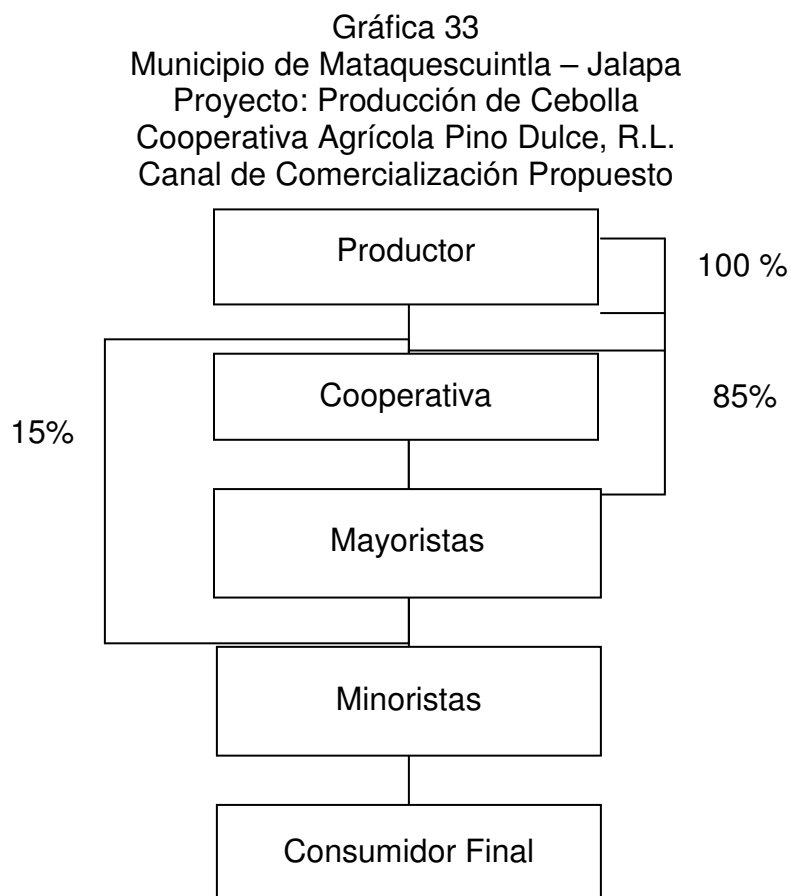 Gráfica 33
Municipio de Mataquescuintla – Jalapa
Proyecto: Producción de Cebolla
Cooperativa Agrícola Pino Dulce, R.L.
Canal de Comercialización Propuesto
Productor
100 %
Cooperativa
85%
15%
Mayoristas
Minoristas
Consumidor Final